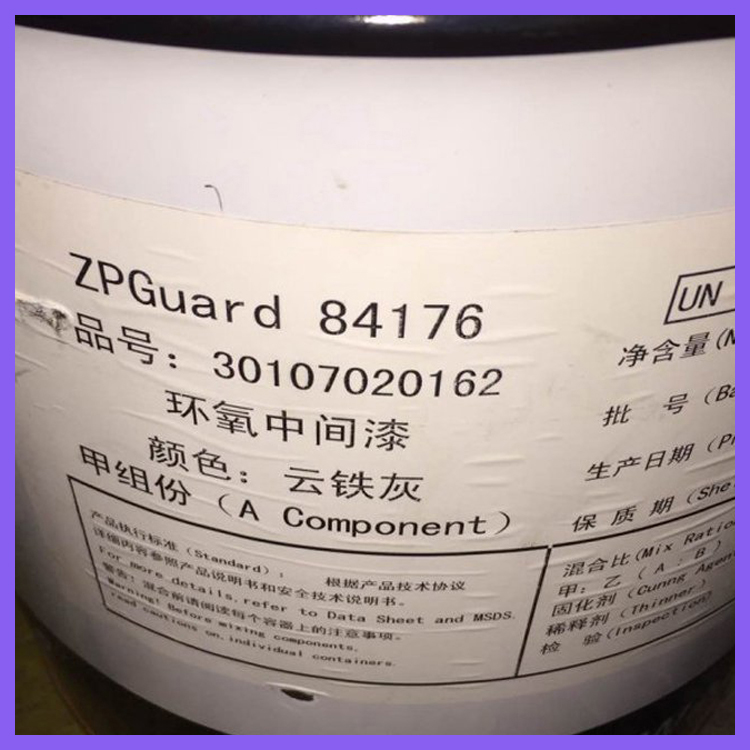 ZPGuard 84176
品号：30107020162
环氧中间漆
颜色：云铁灰
甲组份（A Component）
UN
净含量(
批 号（Ba
生产日期（P
保 质 期（She
产品执行标准（Standard）： 根据产品技术协议
详细内容参照产品说明书和安全技术说明书。
For more details,refer to Data Sheet and MSDS.
警告：混合前请阅读每个容器上的注意事项。
Warning! Before mixing components,
read cautions on individual containers.
混合比(Mix Ratio
甲：乙（A：B）
固化剂（Cunng Agen
稀释剂（Thinner）
检 验(Inspection)